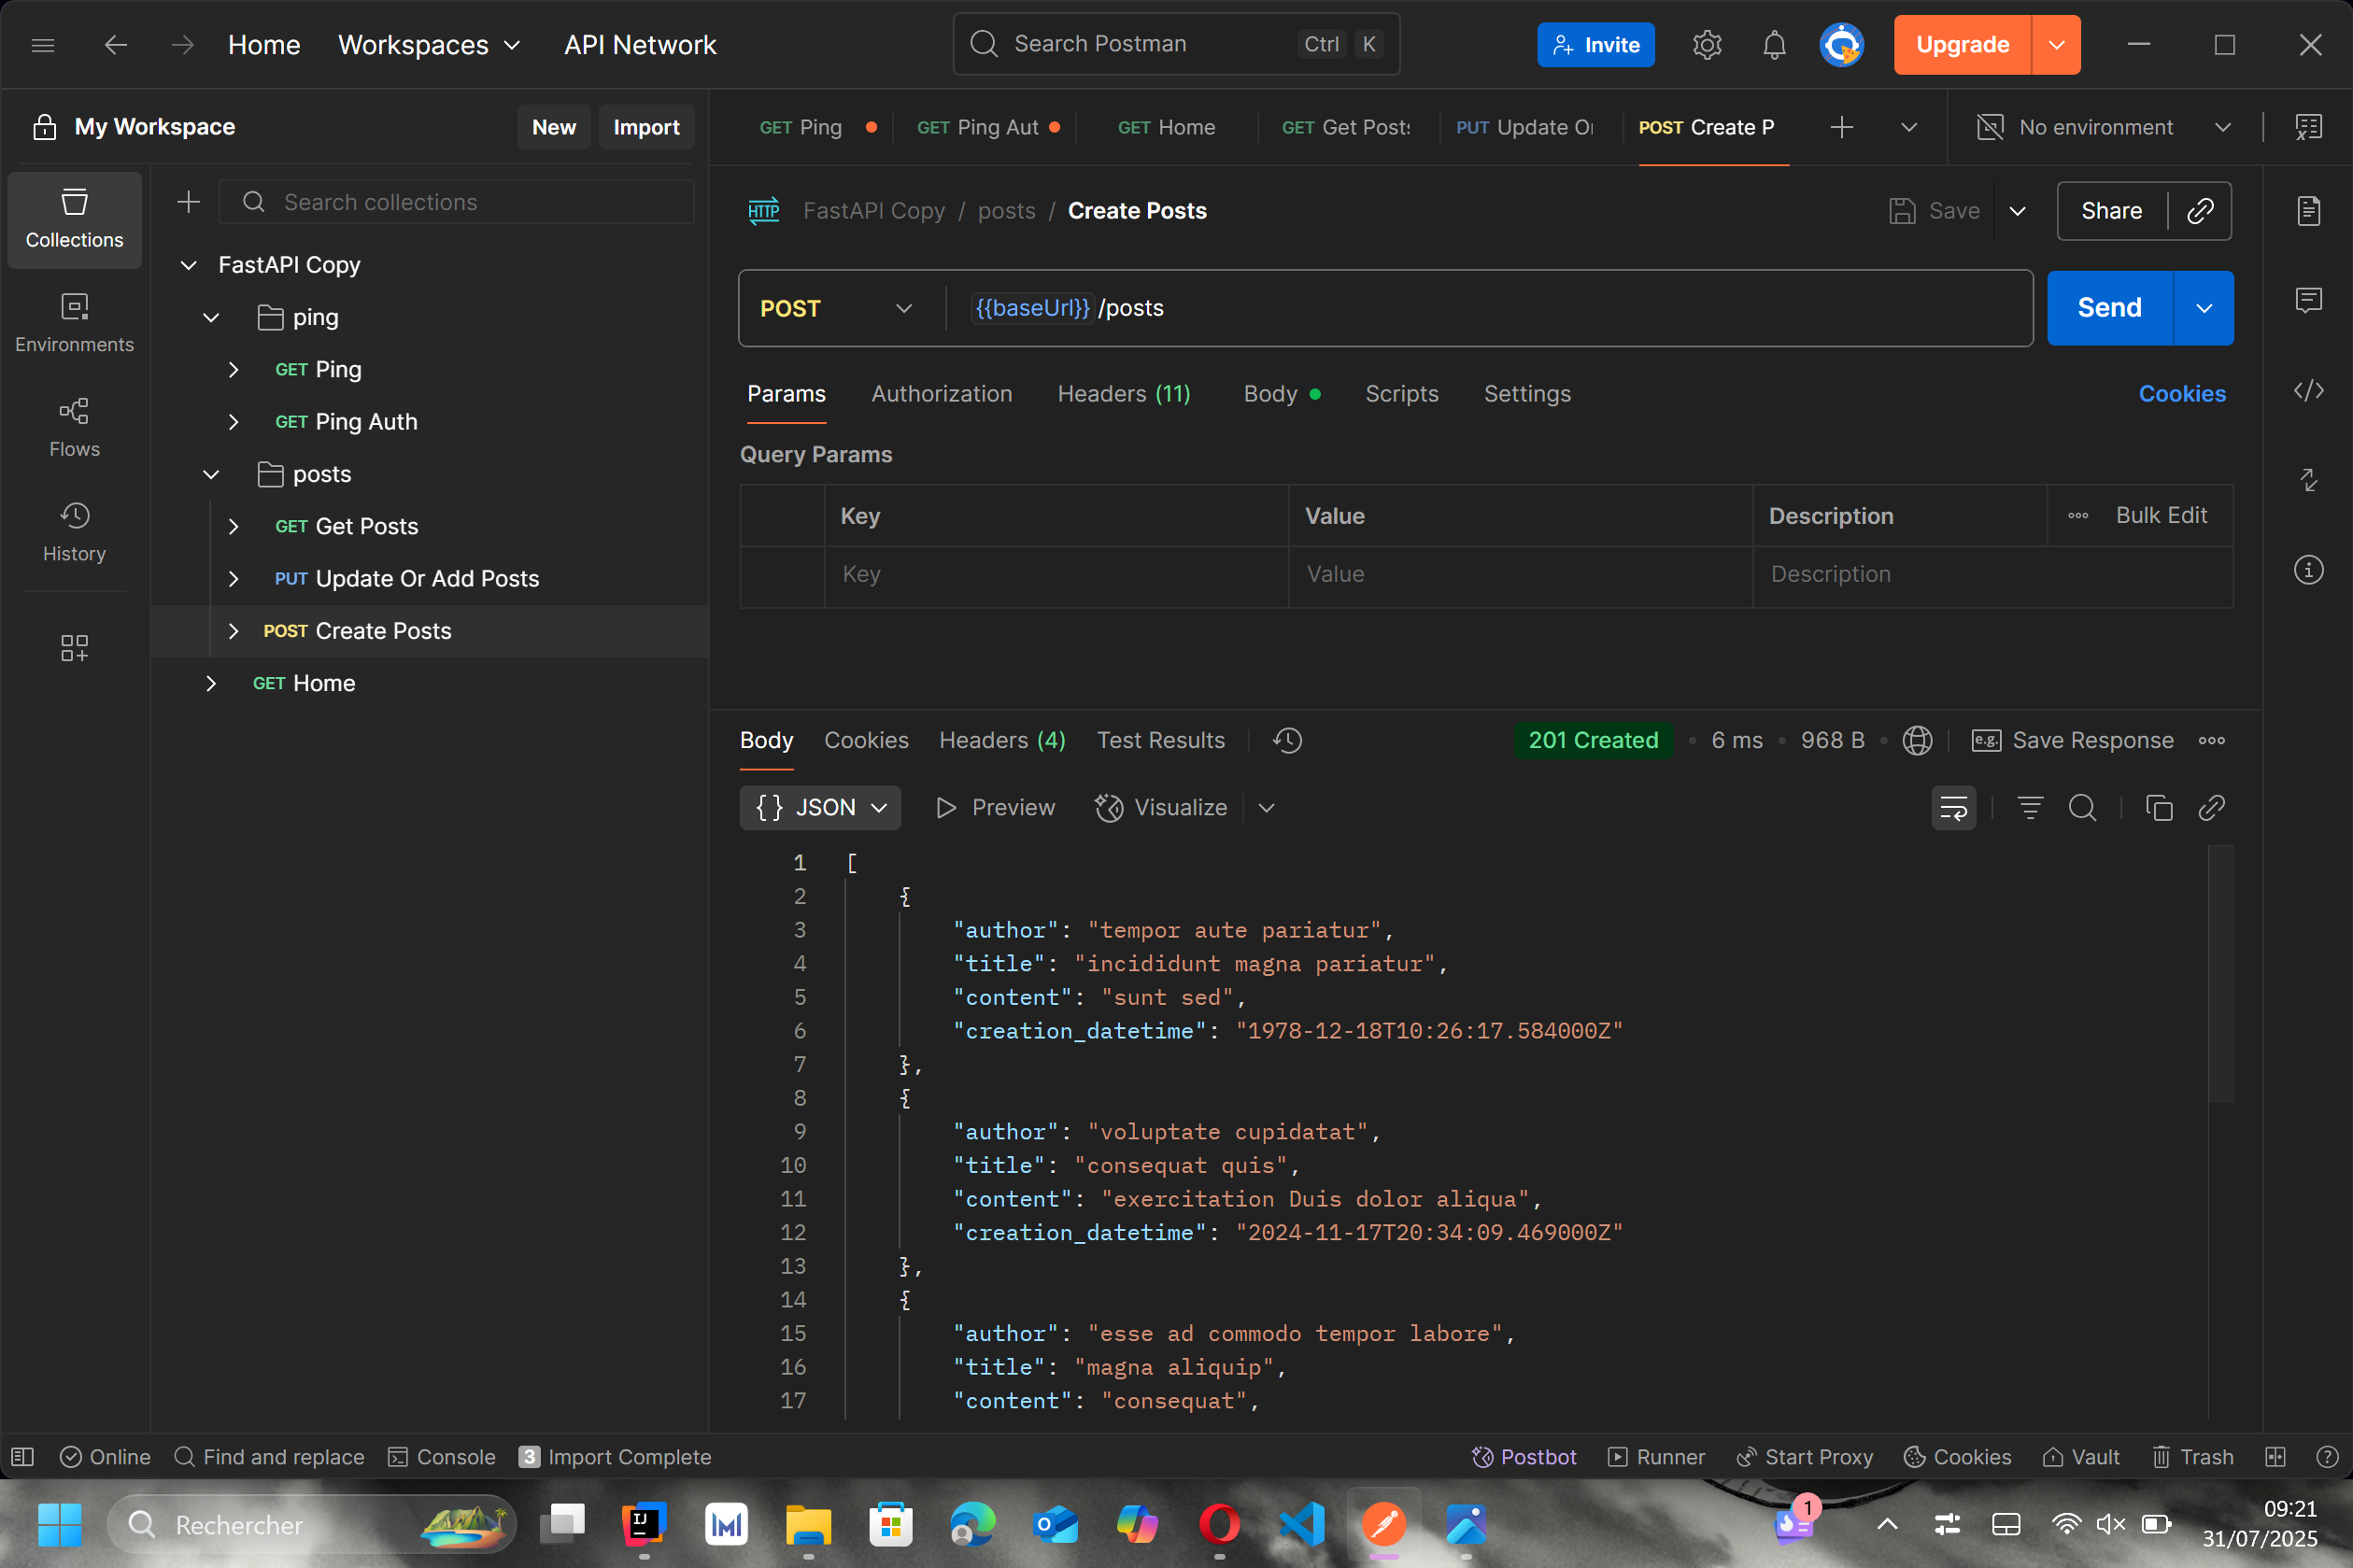 Home Workspaces API Network Search Postman Ctrl K Invite Upgrade
My Workspace New Import GET Ping GET Ping Aut GET Home GET Get Posts PUT Update Or POST Create P No environment
Collections
Environments
Flows
History
Search collections
FastAPI Copy
ping
GET Ping
GET Ping Auth
posts
GET Get Posts
PUT Update Or Add Posts
POST Create Posts
GET Home
HTTP FastAPI Copy / posts / Create Posts Save Share
POST {{baseUrl}} /posts Send
Params Authorization Headers (11) Body Scripts Settings Cookies
Query Params
Key Value Description Bulk Edit
Key Value Description
Body Cookies Headers (4) Test Results 201 Created 6 ms 968 B e.g. Save Response
{} JSON Preview Visualize
1 [
2 {
3 "author": "tempor aute pariatur",
4 "title": "incididunt magna pariatur",
5 "content": "sunt sed",
6 "creation_datetime": "1978-12-18T10:26:17.584000Z"
7 },
8 {
9 "author": "voluptate cupidatat",
10 "title": "consequat quis",
11 "content": "exercitation Duis dolor aliqua",
12 "creation_datetime": "2024-11-17T20:34:09.469000Z"
13 },
14 {
15 "author": "esse ad commodo tempor labore",
16 "title": "magna aliquip",
17 "content": "consequat",
Online Find and replace Console 3 Import Complete Postbot Runner Start Proxy Cookies Vault Trash
Rechercher 1 09:21
31/07/2025